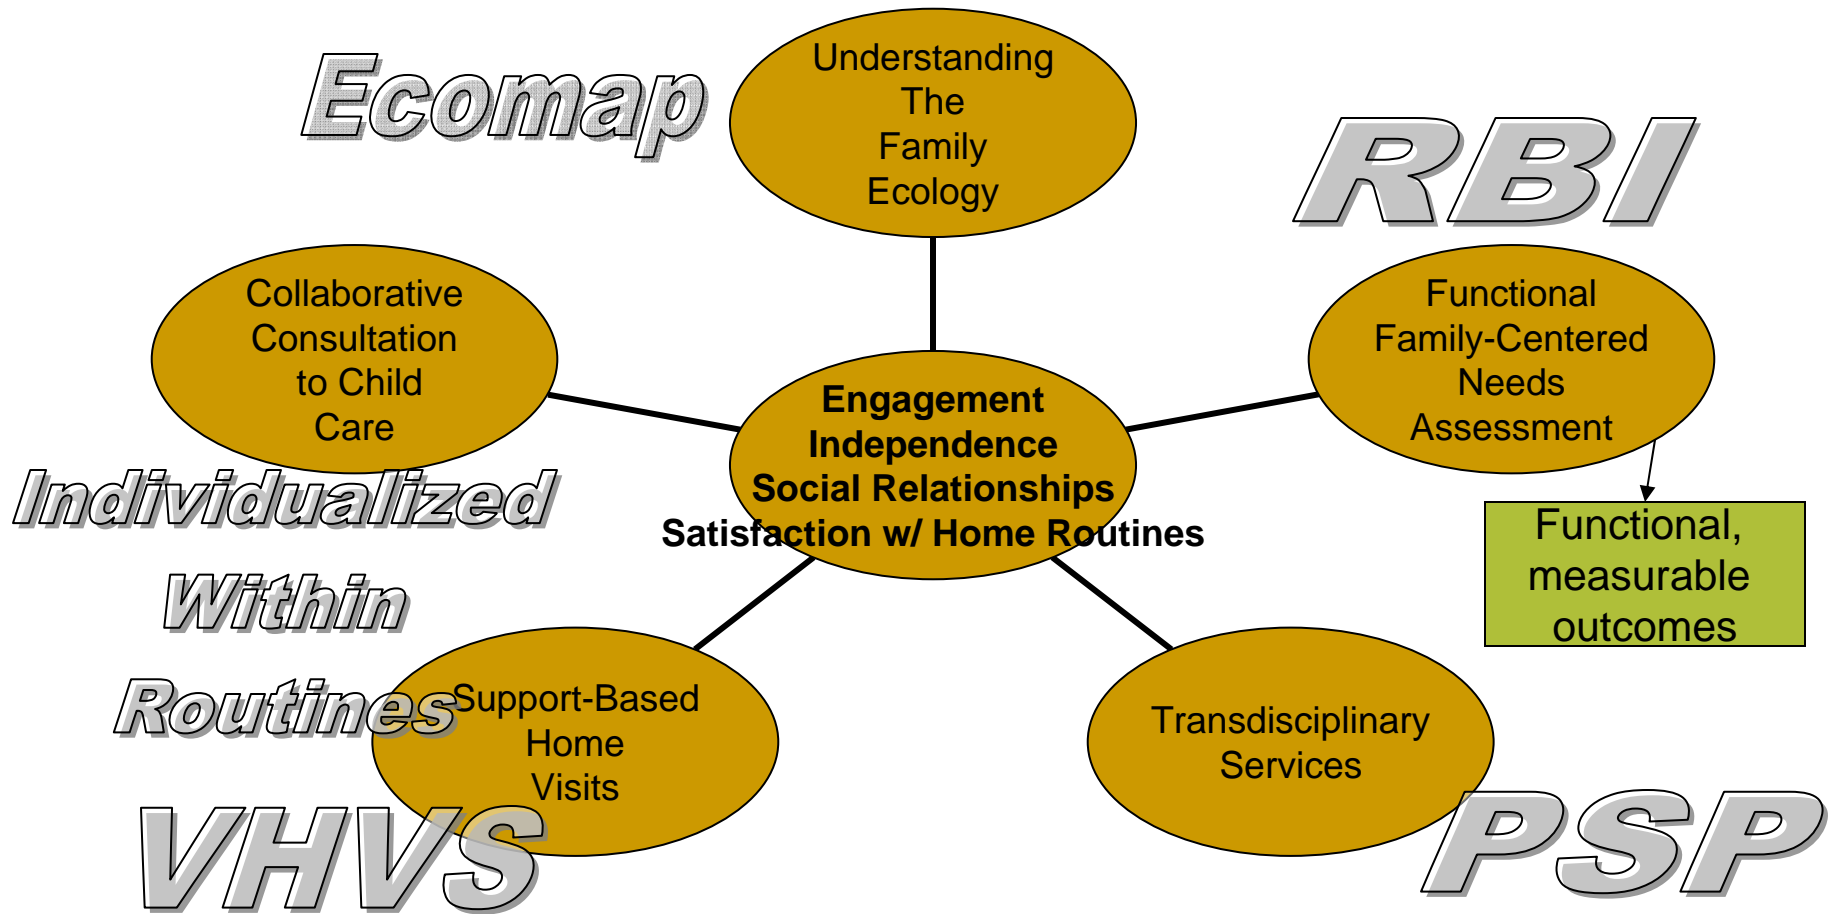 Ecomap
Understanding
The
Family
Ecology
RBI
Collaborative
Consultation
to Child
Care
Functional
Family-Centered
Needs
Assessment
Engagement
Independence
Social Relationships
Satisfaction w/ Home Routines
Individualized
Within
Routines
Functional,
measurable
outcomes
Support-Based
Home
Visits
Transdisciplinary
Services
VHVS
PSP